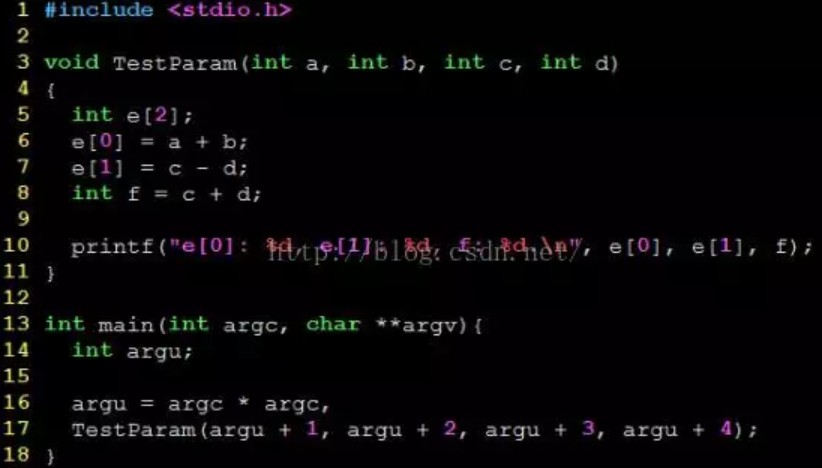 1 #include <stdio.h>
2
3 void TestParam(int a, int b, int c, int d)
4 {
5   int e[2];
6   e[0] = a + b;
7   e[1] = c - d;
8   int f = c + d;
9
10   printf("e[0]: %d, e[1]: %d, f: %d.\n", e[0], e[1], f);
http://blog.csdn.net/
11 }
12
13 int main(int argc, char **argv){
14   int argu;
15
16   argu = argc * argc,
17   TestParam(argu + 1, argu + 2, argu + 3, argu + 4);
18 }